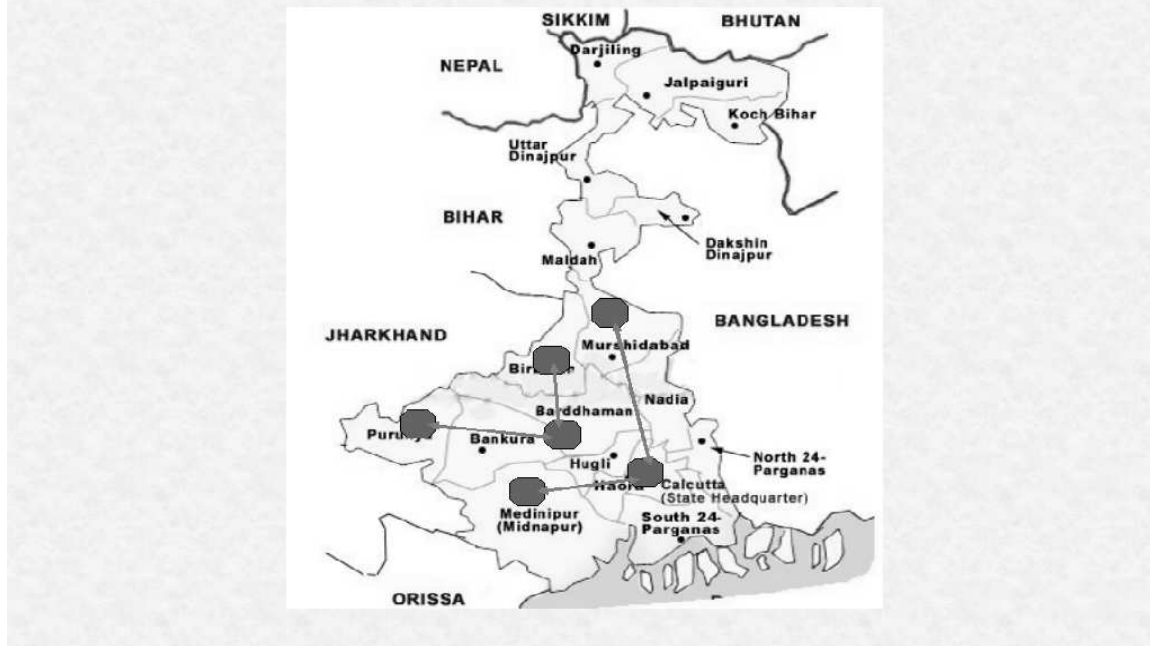 SIKKIM
BHUTAN
Darjiling
NEPAL
Jalpaiguri
Koch Bihar
Uttar
Dinajpur
BIHAR
Dakshin
Dinajpur
Maldah
BANGLADESH
JHARKHAND
Murshidabad
Nadia
Barddhaman
Bankura
North 24-
Parganas
Hugli
Calcutta
(State Headquarter)
Medinipur
(Midnapur)
South 24-
Parganas
ORISSA